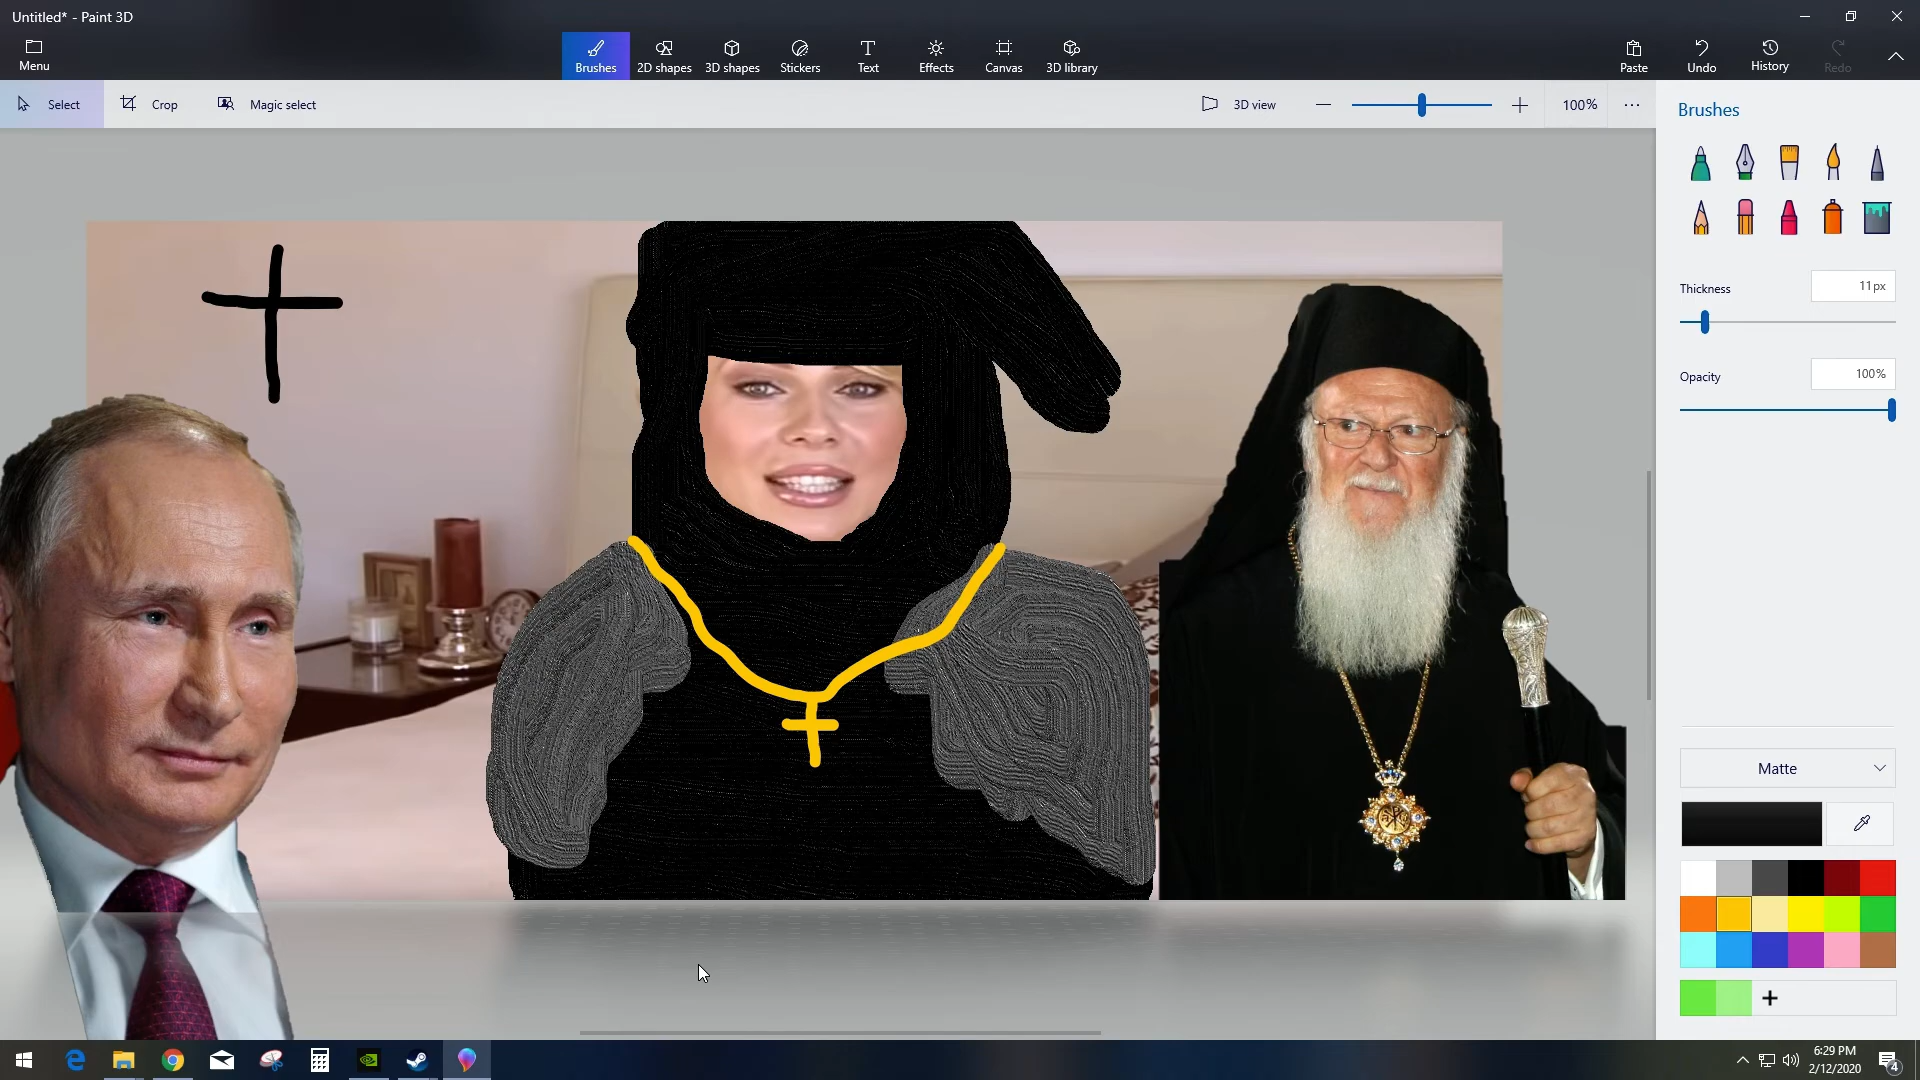 Untitled* - Paint 3D
Menu
Brushes
2D shapes
3D shapes
Stickers
Text
Effects
Canvas
3D library
Paste
Undo
History
Redo
Select
Crop
Magic select
3D view
100%
Brushes
Thickness
11px
Opacity
100%
Matte
6:29 PM
2/12/2020
4